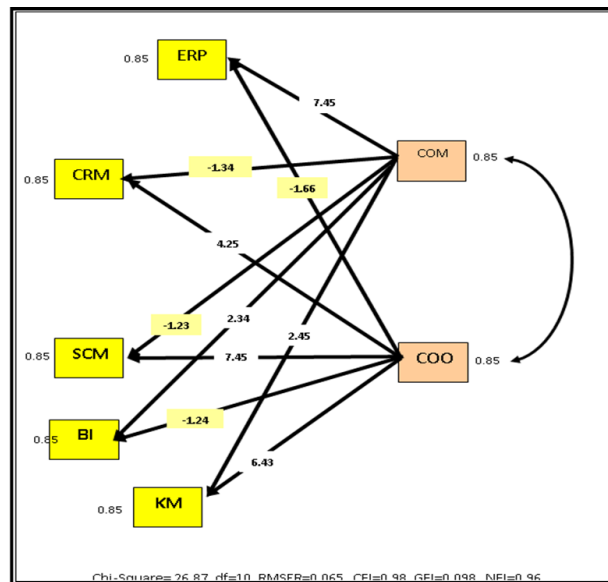 ERP
0.85
7.45
COM
0.85
-1.34
CRM
0.85
-1.66
4.25
-1.23
2.34
2.45
SCM
0.85
7.45
COO
0.85
-1.24
BI
0.85
6.43
KM
0.85
Chi-Square= 26.87, df=10, RMSER=0.065, CFI=0.98, GFI=0.098, NFI=0.96